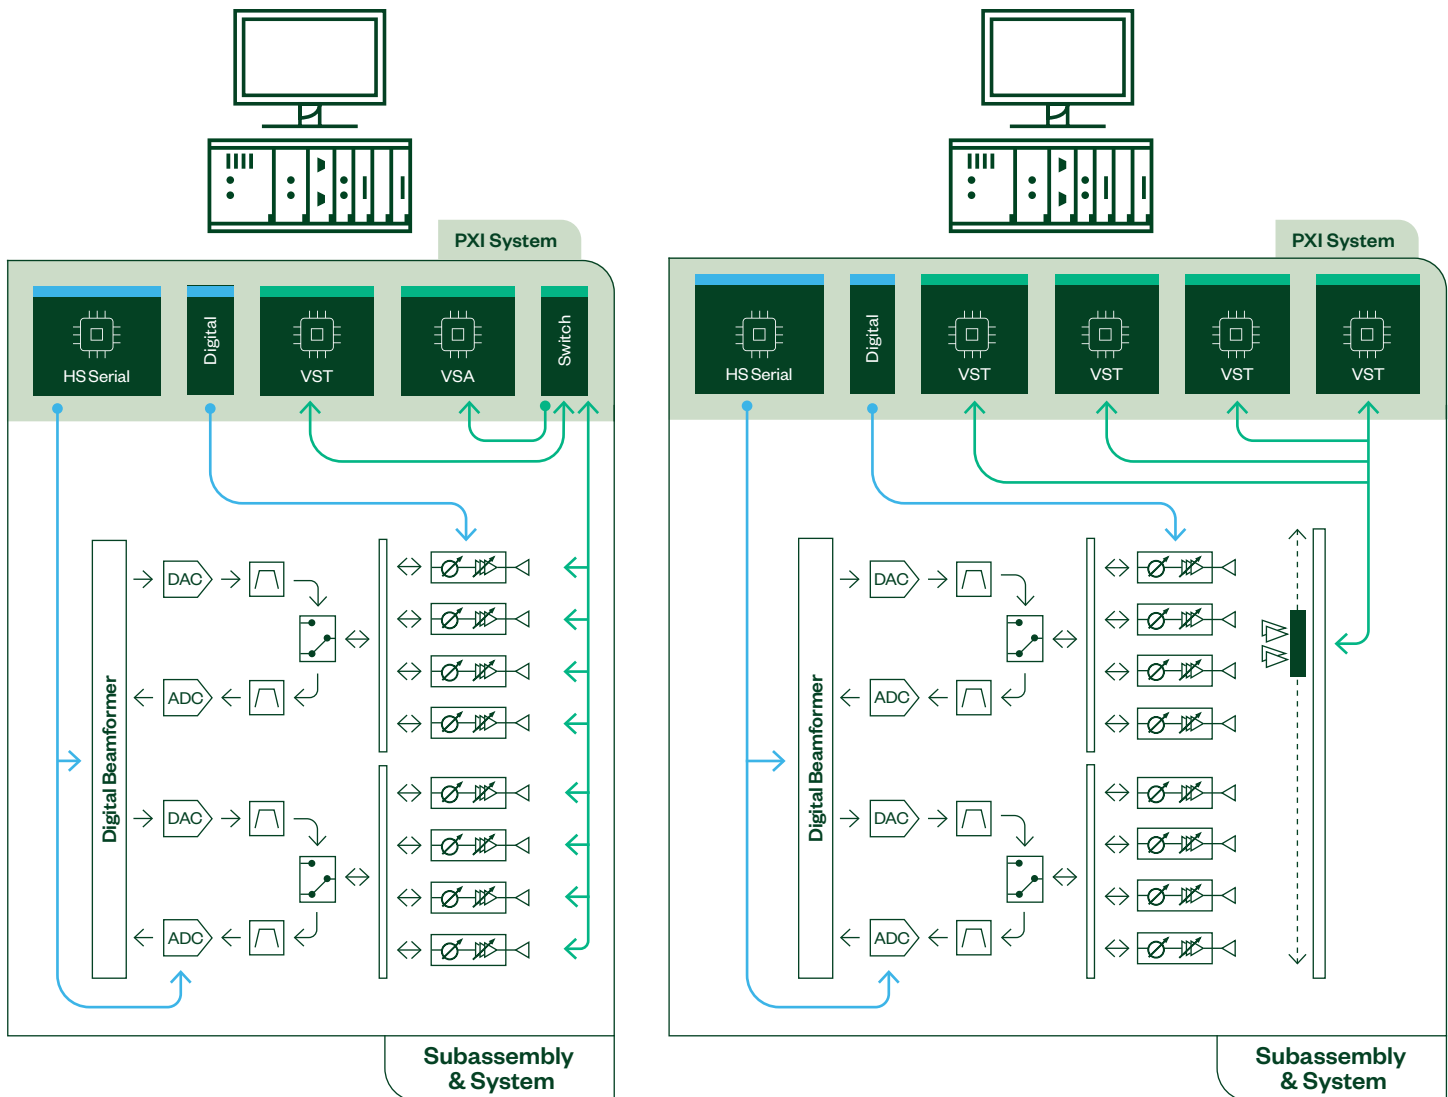 PXI System
HS Serial
Digital
VST
VSA
Switch
Digital Beamformer
DAC
ADC
DAC
ADC
Subassembly
& System
PXI System
HS Serial
Digital
VST
VST
VST
VST
Digital Beamformer
DAC
ADC
DAC
ADC
Subassembly
& System